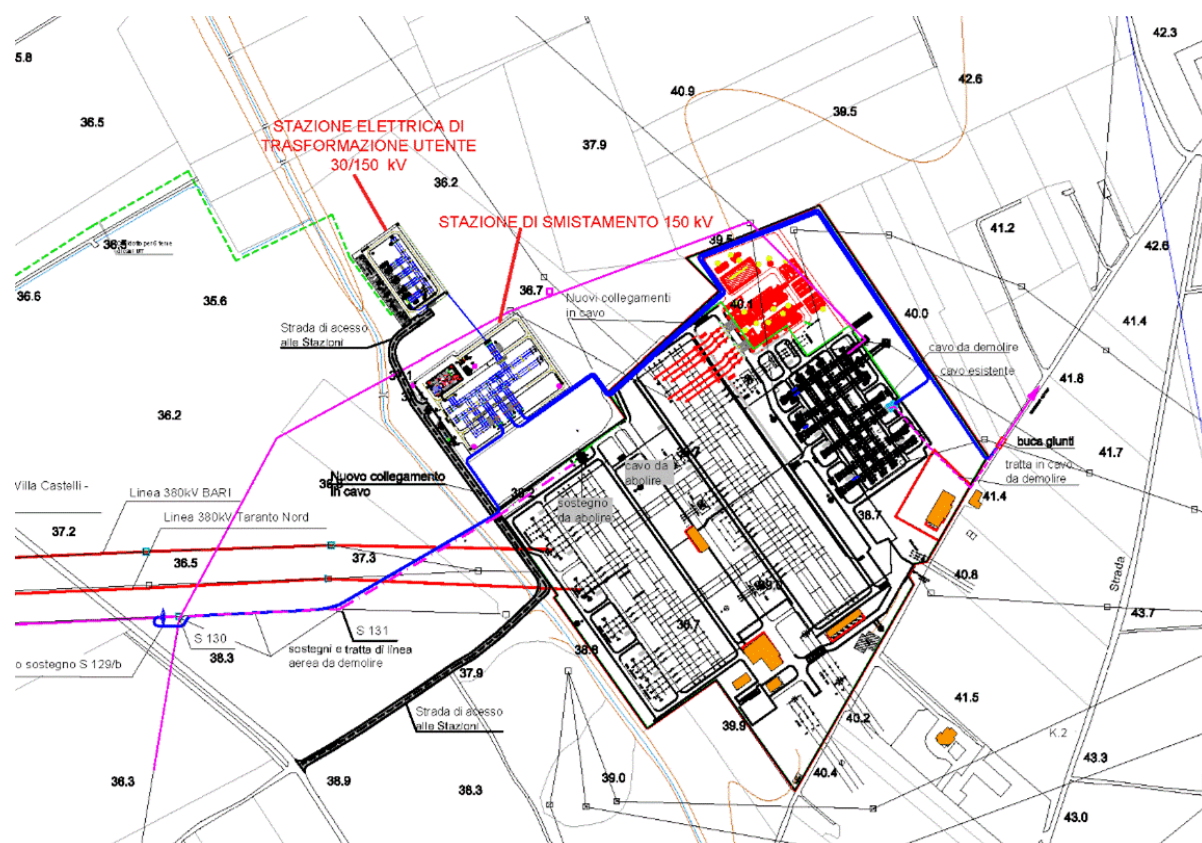 42.3
5.8
42.6
40.9
39.5
36.5
STAZIONE ELETTRICA DI
TRASFORMAZIONE UTENTE
30/150 kV
37.9
36.2
STAZIONE DI SMISTAMENTO 150 kV
41.2
39.5
42.6
36.5
36.6
35.6
36.7
Nuovi collegamenti
in cavo
40.1
40.0
41.4
Strada di acesso
alle Stazioni
cavo da demolire
cavo esistente
41.8
36.2
buca giunti
41.7
Nuovo collegamento
in cavo
cavo da
abolire
tratta in cavo
da demolire
41.4
Villa Castelli -
Linea 380kV BARI
sostegno
da abolire
38.7
37.2
Linea 380kV Taranto Nord
36.5
37.3
40.8
Strada
43.7
36.7
S 130
S 131
38.3
sostegni e tratta di linea
aerea da demolire
o sostegno S 129/b
38.8
37.9
41.5
Strada di acesso
alle Stazioni
39.9
40.2
K.2
43.3
36.3
38.9
38.3
39.0
40.4
43.0